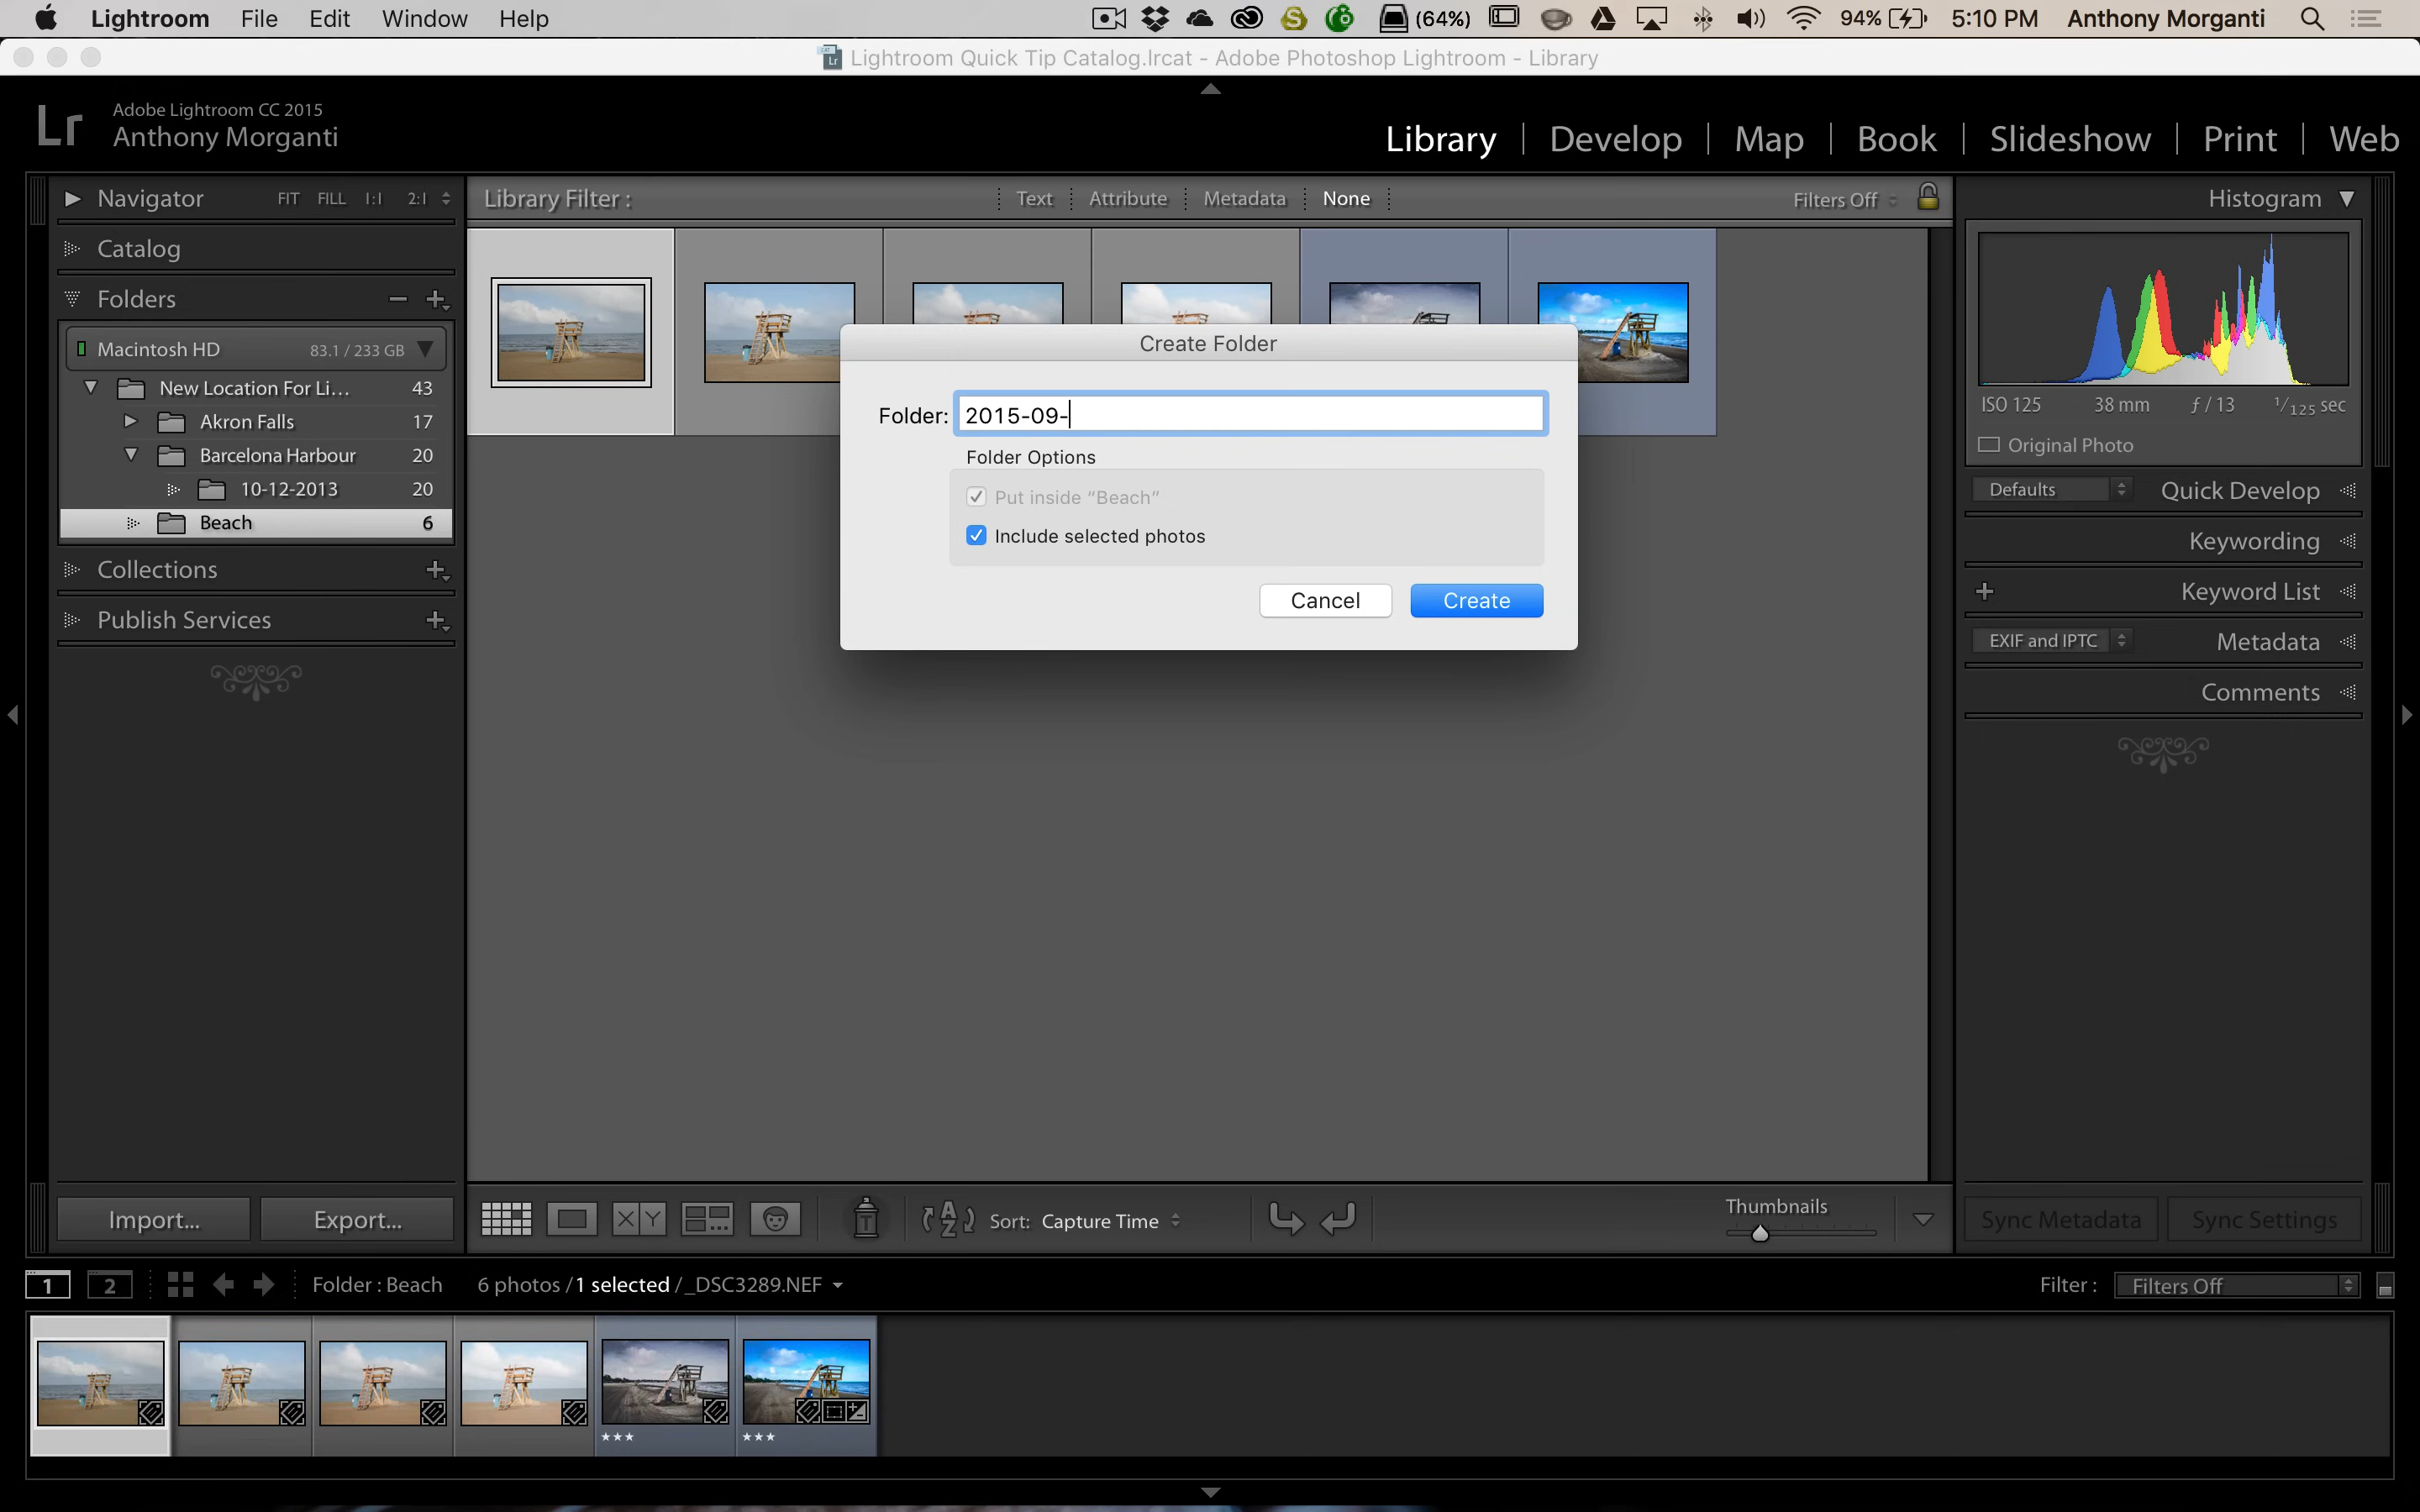 Lightroom File Edit Window Help (64%) 94% 5:10 PM Anthony Morganti
Lightroom Quick Tip Catalog.lrcat - Adobe Photoshop Lightroom - Library
Lr Adobe Lightroom CC 2015
Anthony Morganti
Library | Develop | Map | Book | Slideshow | Print | Web
Navigator FIT FILL 1:1 2:1
Library Filter : Text Attribute Metadata None Filters Off
Histogram
Catalog
Folders
Macintosh HD 83.1 / 233 GB
New Location For Li... 43
Akron Falls 17
Barcelona Harbour 20
10-12-2013 20
Beach 6
Collections
Publish Services
Create Folder
Folder: 2015-09-
Folder Options
Put inside “Beach”
Include selected photos
Cancel Create
ISO 125 38 mm f / 13 1/125 sec
Original Photo
Defaults Quick Develop
Keywording
Keyword List
EXIF and IPTC Metadata
Comments
Import... Export...
X Y
A Z Sort: Capture Time
Thumbnails
Sync Metadata Sync Settings
1 2 Folder : Beach 6 photos / 1 selected / _DSC3289.NEF
Filter : Filters Off